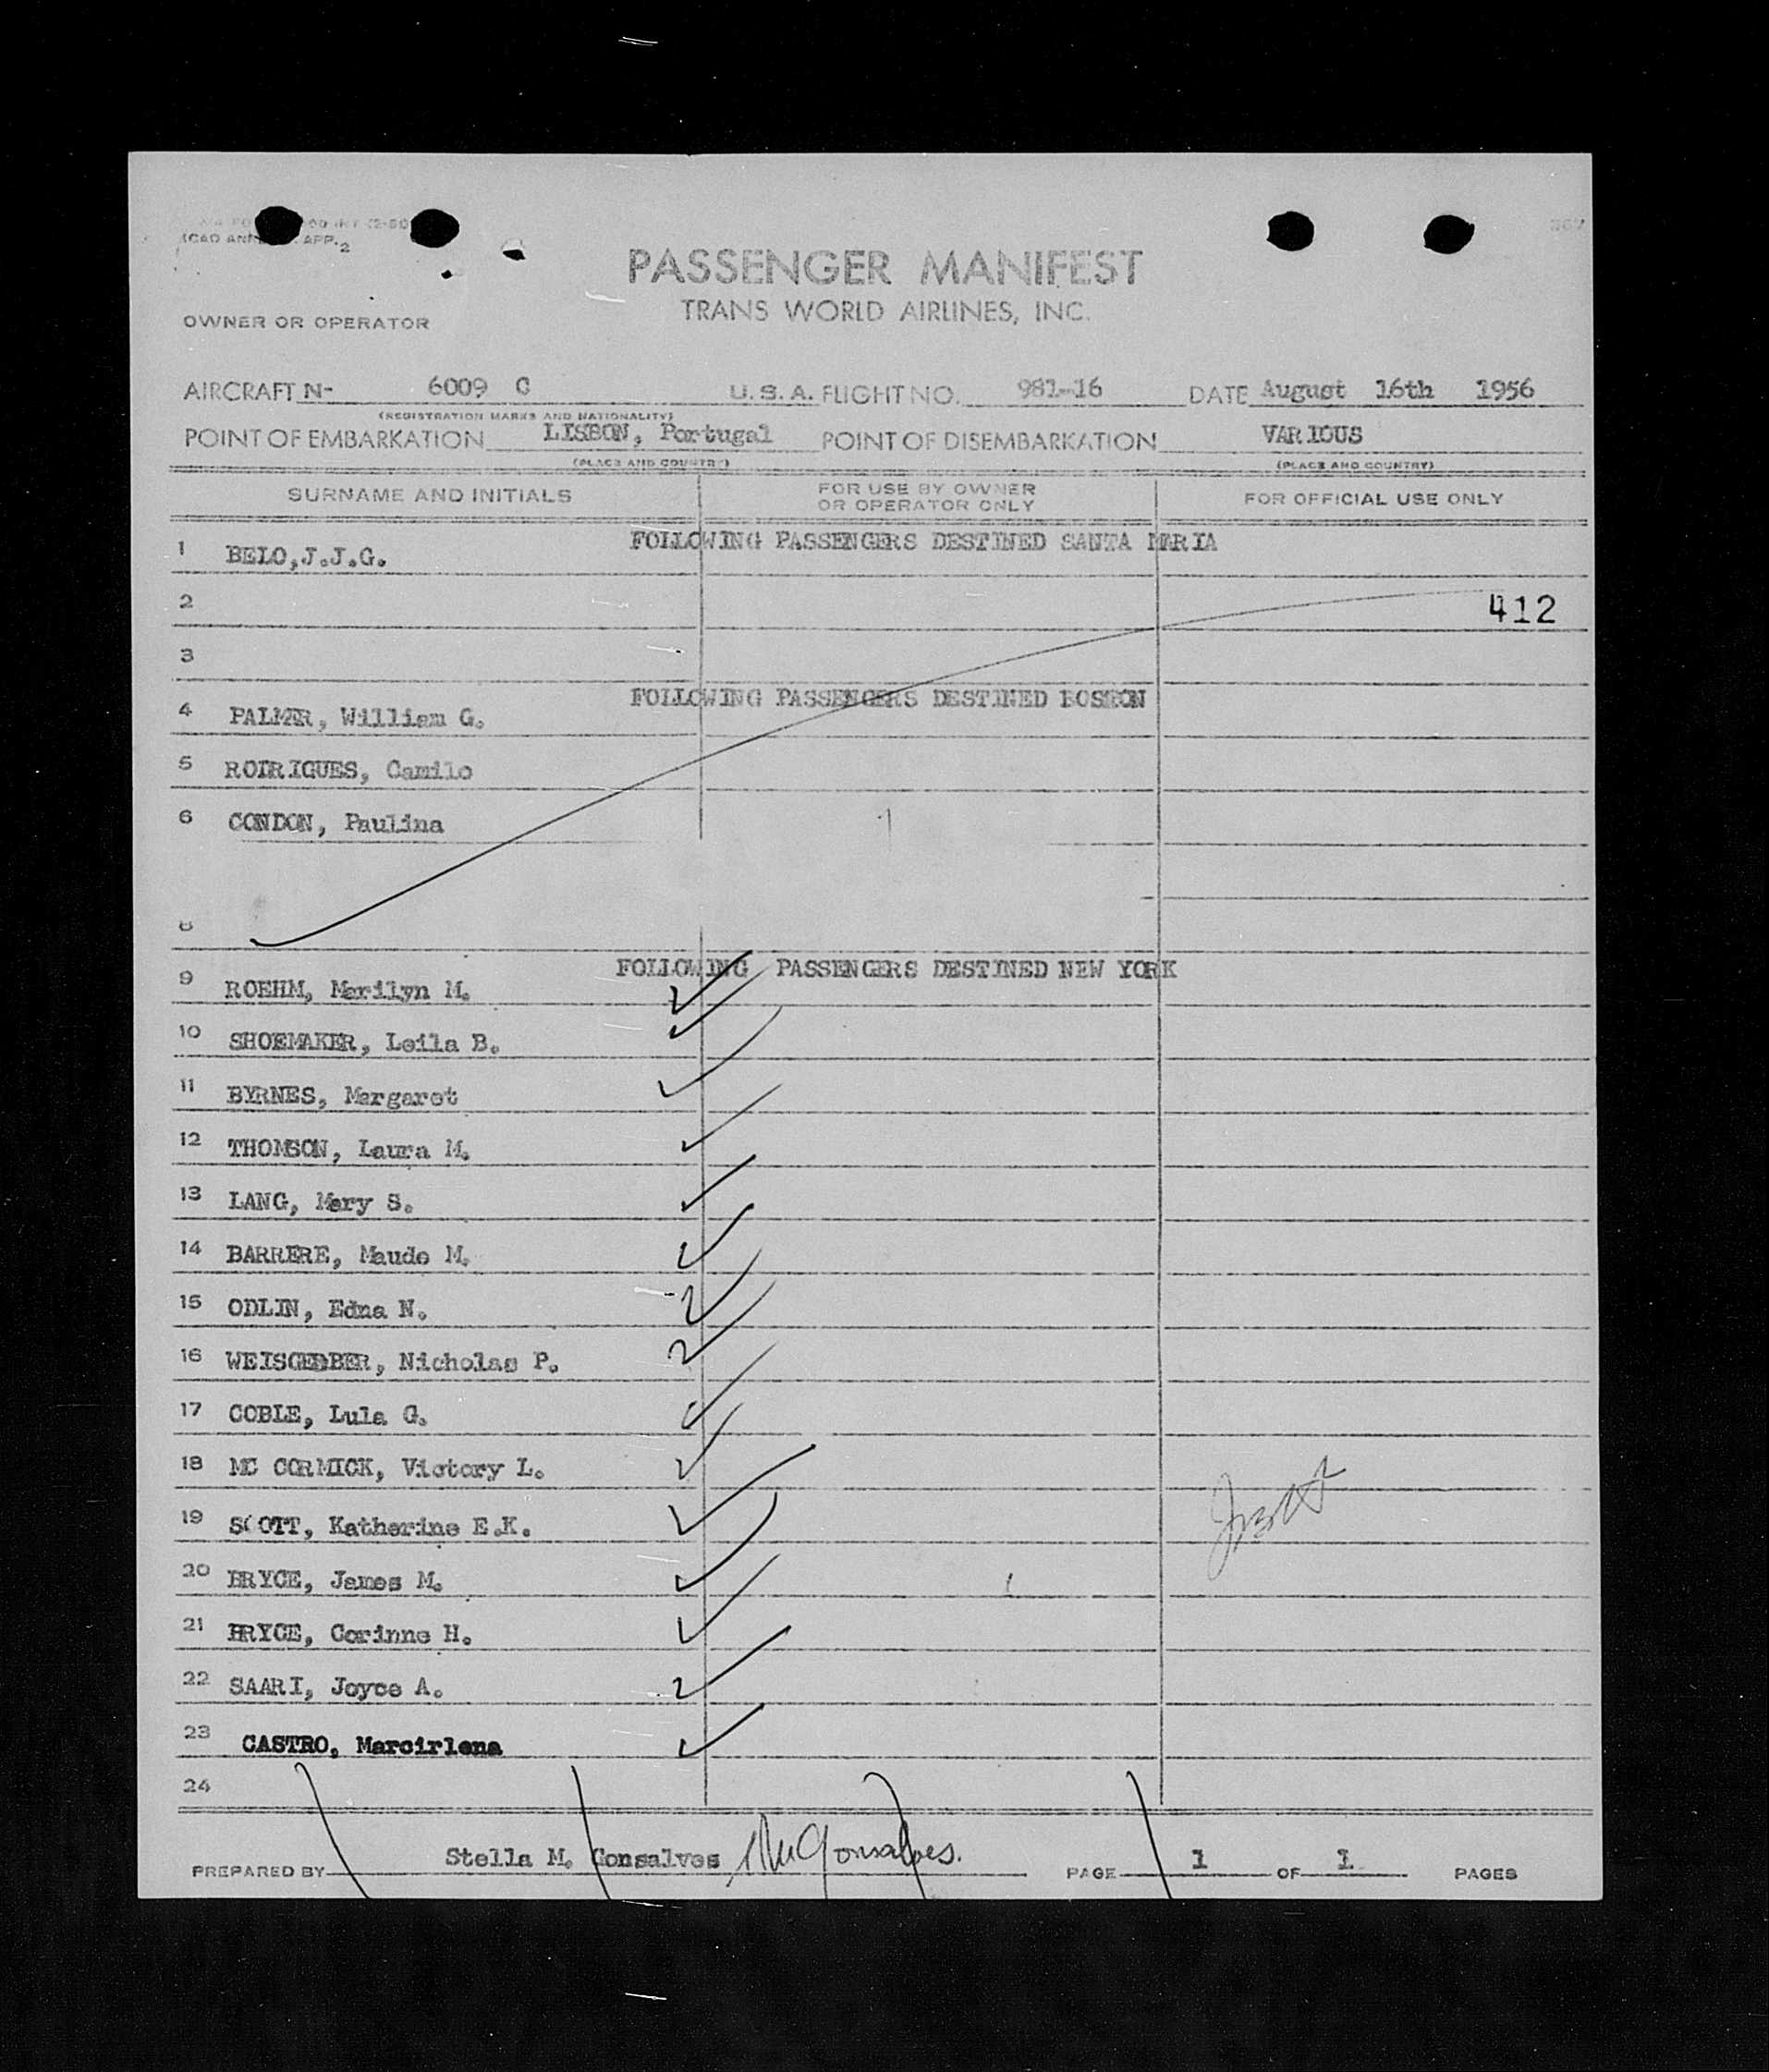 (CAO ANN APP. 2
PASSENGER MANIFEST
TRANS WORLD AIRLINES, INC.
OWNER OR OPERATOR
AIRCRAFT N- 6009 C U.S.A. FLIGHT NO. 981-16 DATE August 16th 1956
(REGISTRATION MARKS AND NATIONALITY)
POINT OF EMBARKATION LISBON, Portugal POINT OF DISEMBARKATION VARIOUS
(PLACE AND COUNTRY) (PLACE AND COUNTRY)
SURNAME AND INITIALS FOR USE BY OWNER OR OPERATOR ONLY FOR OFFICIAL USE ONLY
FOLLOWING PASSENGERS DESTINED SANTA MARIA
1 BELO,J.J.G.
2 412
3
FOLLOWING PASSENGERS DESTINED BOSTON
4 PALMER, William G.
5 RODRIGUES, Camilo
6 CONDON, Paulina
8
FOLLOWING PASSENGERS DESTINED NEW YORK
9 ROEHM, Marilyn M.
10 SHOEMAKER, Leila B.
11 BYRNES, Margaret
12 THOMSON, Laura M.
13 LANG, Mary S.
14 BARRERE, Maude M.
15 ODLIN, Edna N.
16 Nicholas P.
17 COBLE, Lula G.
18 MC CORMICK, Victory L.
19 SCOTT, Katherine E.K.
20 BRYCE, James M.
21 BRYCE, Corinne H.
22 SAARI, Joyce A.
23 CASTRO, Marcirlena
24
PREPARED BY Stella M. Gonsalves SMGonsalves. PAGE 1 OF 1 PAGES